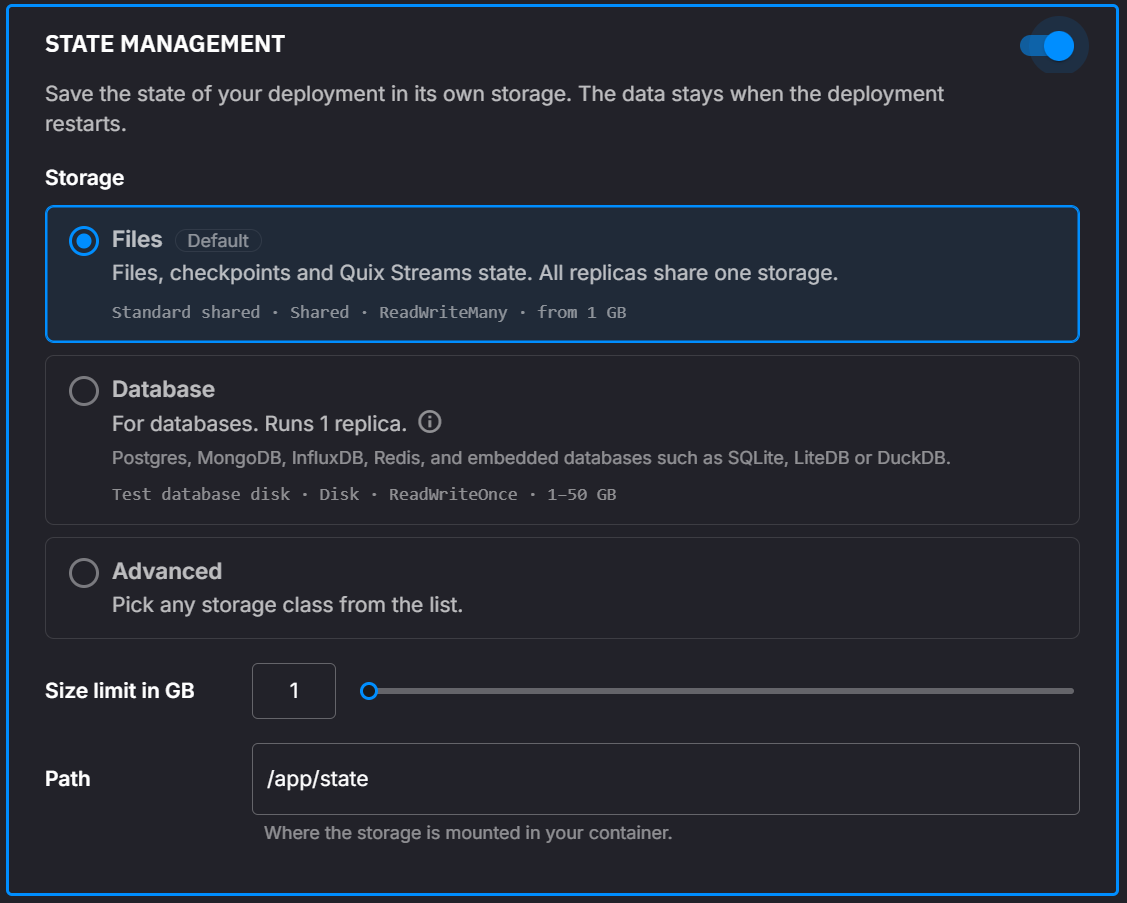 STATE MANAGEMENT
Save the state of your deployment in its own storage. The data stays when the deployment
restarts.
Storage
Files Default
Files, checkpoints and Quix Streams state. All replicas share one storage.
Standard shared · Shared · ReadWriteMany · from 1 GB
Database
For databases. Runs 1 replica.
Postgres, MongoDB, InfluxDB, Redis, and embedded databases such as SQLite, LiteDB or DuckDB.
Test database disk · Disk · ReadWriteOnce · 1–50 GB
Advanced
Pick any storage class from the list.
Size limit in GB 1
Path /app/state
Where the storage is mounted in your container.